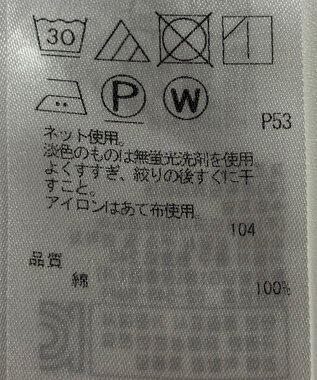 30
P W
P53
ネット使用。
淡色のものは無蛍光洗剤を使用。
よくすすぎ、絞りの後すぐに干
すこと。
アイロンはあて布使用。
104
品質
綿 100%